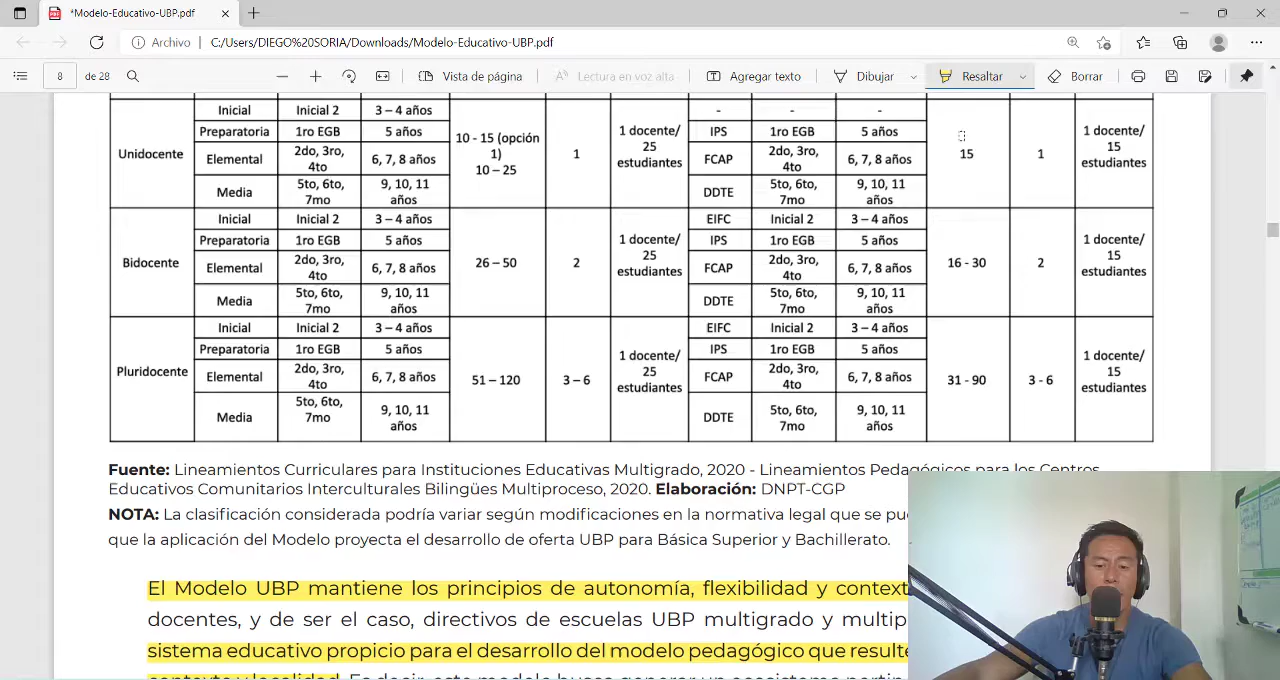 *Modelo-Educativo-UBP.pdf
Archivo C:/Users/DIEGO%20SORIA/Downloads/Modelo-Educativo-UBP.pdf
8 de 28 Vista de página Lectura en voz alta Agregar texto Dibujar Resaltar Borrar
Inicial Inicial 2 3 – 4 años - - -
Unidocente Preparatoria 1ro EGB 5 años 10 - 15 (opción 1) 10 – 25 1 1 docente/ 25 estudiantes IPS 1ro EGB 5 años 15 1 1 docente/ 15 estudiantes
Elemental 2do, 3ro, 4to 6, 7, 8 años FCAP 2do, 3ro, 4to 6, 7, 8 años
Media 5to, 6to, 7mo 9, 10, 11 años DDTE 5to, 6to, 7mo 9, 10, 11 años
Inicial Inicial 2 3 – 4 años EIFC Inicial 2 3 – 4 años
Bidocente Preparatoria 1ro EGB 5 años 26 – 50 2 1 docente/ 25 estudiantes IPS 1ro EGB 5 años 16 - 30 2 1 docente/ 15 estudiantes
Elemental 2do, 3ro, 4to 6, 7, 8 años FCAP 2do, 3ro, 4to 6, 7, 8 años
Media 5to, 6to, 7mo 9, 10, 11 años DDTE 5to, 6to, 7mo 9, 10, 11 años
Inicial Inicial 2 3 – 4 años EIFC Inicial 2 3 – 4 años
Pluridocente Preparatoria 1ro EGB 5 años 51 – 120 3 – 6 1 docente/ 25 estudiantes IPS 1ro EGB 5 años 31 - 90 3 - 6 1 docente/ 15 estudiantes
Elemental 2do, 3ro, 4to 6, 7, 8 años FCAP 2do, 3ro, 4to 6, 7, 8 años
Media 5to, 6to, 7mo 9, 10, 11 años DDTE 5to, 6to, 7mo 9, 10, 11 años
Fuente: Lineamientos Curriculares para Instituciones Educativas Multigrado, 2020 - Lineamientos Pedagógicos para los Centros
Educativos Comunitarios Interculturales Bilingües Multiproceso, 2020. Elaboración: DNPT-CGP
NOTA: La clasificación considerada podría variar según modificaciones en la normativa legal que se pue
que la aplicación del Modelo proyecta el desarrollo de oferta UBP para Básica Superior y Bachillerato.
El Modelo UBP mantiene los principios de autonomía, flexibilidad y context
docentes, y de ser el caso, directivos de escuelas UBP multigrado y multip
sistema educativo propicio para el desarrollo del modelo pedagógico que resulte